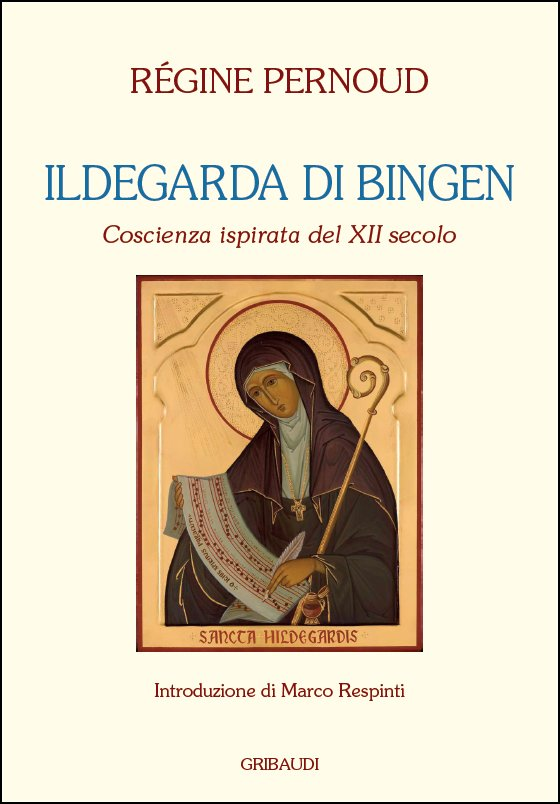 RÉGINE PERNOUD
ILDEGARDA DI BINGEN
Coscienza ispirata del XII secolo
· SANCTA HILDEGARDIS ·
Introduzione di Marco Respinti
GRIBAUDI